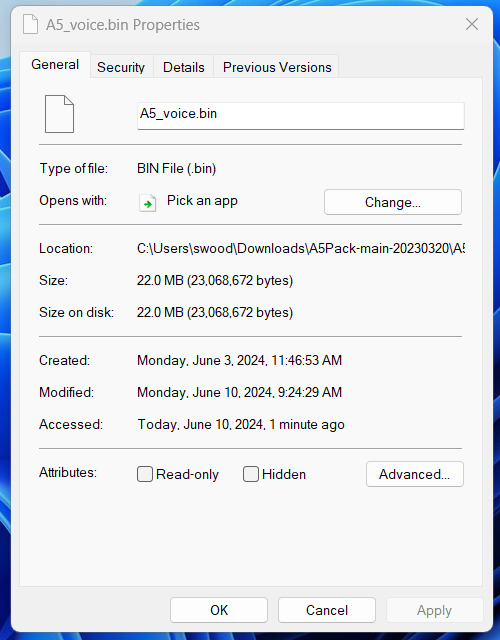 A5_voice.bin Properties
General Security Details Previous Versions
A5_voice.bin
Type of file: BIN File (.bin)
Opens with: Pick an app Change...
Location: C:\Users\swood\Downloads\A5Pack-main-20230320\A5
Size: 22.0 MB (23,068,672 bytes)
Size on disk: 22.0 MB (23,068,672 bytes)
Created: Monday, June 3, 2024, 11:46:53 AM
Modified: Monday, June 10, 2024, 9:24:29 AM
Accessed: Today, June 10, 2024, 1 minute ago
Attributes: Read-only Hidden Advanced...
OK Cancel Apply